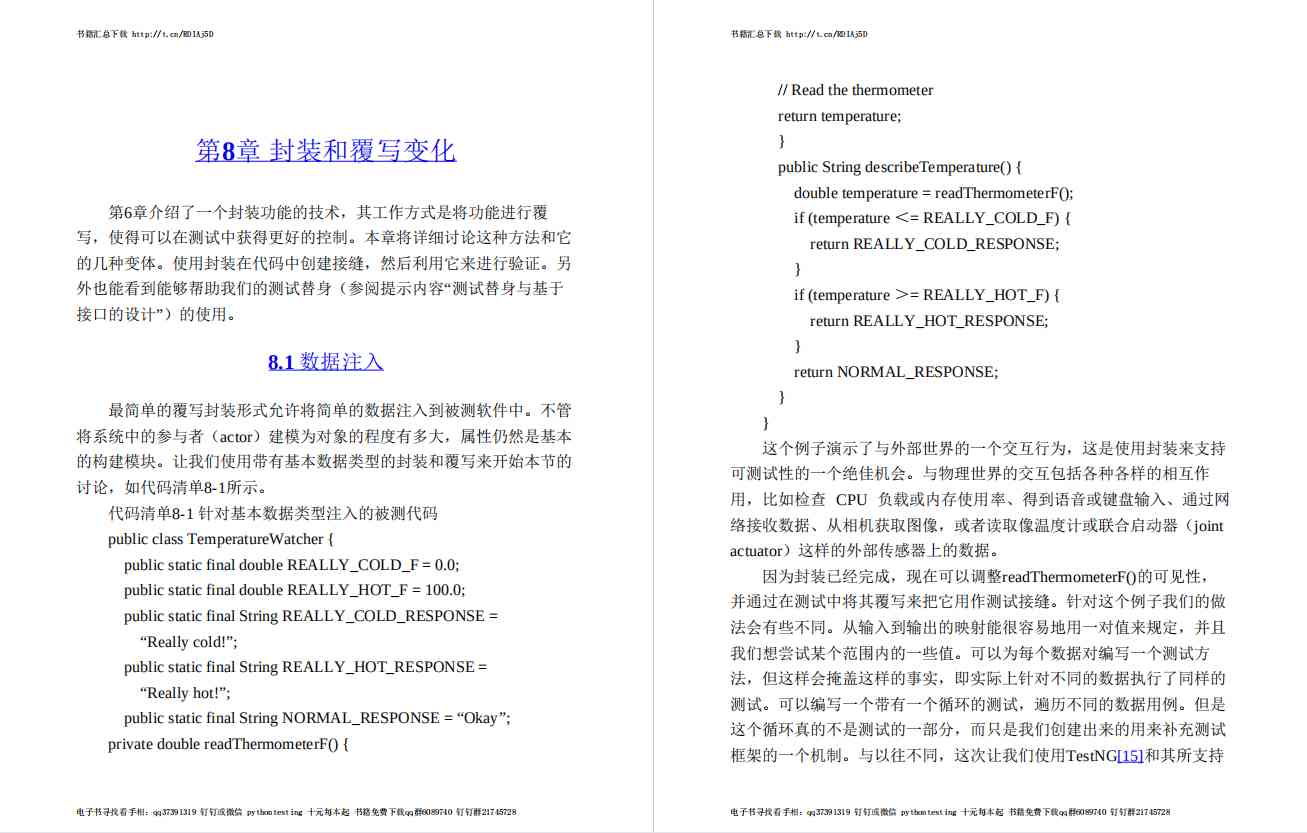 书籍汇总下载 http://t.cn/RDIAj5D
第8章 封装和覆写变化
第6章介绍了一个封装功能的技术，其工作方式是将功能进行覆
写，使得可以在测试中获得更好的控制。本章将详细讨论这种方法和它
的几种变体。使用封装在代码中创建接缝，然后利用它来进行验证。另
外也能看到能够帮助我们的测试替身（参阅提示内容“测试替身与基于
接口的设计”）的使用。
8.1 数据注入
最简单的覆写封装形式允许将简单的数据注入到被测软件中。不管
将系统中的参与者（actor）建模为对象的程度有多大，属性仍然是基本
的构建模块。让我们使用带有基本数据类型的封装和覆写来开始本节的
讨论，如代码清单8-1所示。
代码清单8-1 针对基本数据类型注入的被测代码
public class TemperatureWatcher {
public static final double REALLY_COLD_F = 0.0;
public static final double REALLY_HOT_F = 100.0;
public static final String REALLY_COLD_RESPONSE =
“Really cold!”;
public static final String REALLY_HOT_RESPONSE =
“Really hot!”;
public static final String NORMAL_RESPONSE = “Okay”;
private double readThermometerF() {
电子书寻找看手相：qq37391319 钉钉或微信 pythontesting 十元每本起 书籍免费下载qq群6089740 钉钉群21745728
书籍汇总下载 http://t.cn/RDIAj5D
// Read the thermometer
return temperature;
}
public String describeTemperature() {
double temperature = readThermometerF();
if (temperature ＜= REALLY_COLD_F) {
return REALLY_COLD_RESPONSE;
}
if (temperature ＞= REALLY_HOT_F) {
return REALLY_HOT_RESPONSE;
}
return NORMAL_RESPONSE;
}
}
这个例子演示了与外部世界的一个交互行为，这是使用封装来支持
可测试性的一个绝佳机会。与物理世界的交互包括各种各样的相互作
用，比如检查 CPU 负载或内存使用率、得到语音或键盘输入、通过网
络接收数据、从相机获取图像，或者读取像温度计或联合启动器（joint
actuator）这样的外部传感器上的数据。
因为封装已经完成，现在可以调整readThermometerF()的可见性，
并通过在测试中将其覆写来把它用作测试接缝。针对这个例子我们的做
法会有些不同。从输入到输出的映射能很容易地用一对值来规定，并且
我们想尝试某个范围内的一些值。可以为每个数据对编写一个测试方
法，但这样会掩盖这样的事实，即实际上针对不同的数据执行了同样的
测试。可以编写一个带有一个循环的测试，遍历不同的数据用例。但是
这个循环真的不是测试的一部分，而只是我们创建出来的用来补充测试
框架的一个机制。与以往不同，这次让我们使用TestNG[15]和其所支持
电子书寻找看手相：qq37391319 钉钉或微信 pythontesting 十元每本起 书籍免费下载qq群6089740 钉钉群21745728